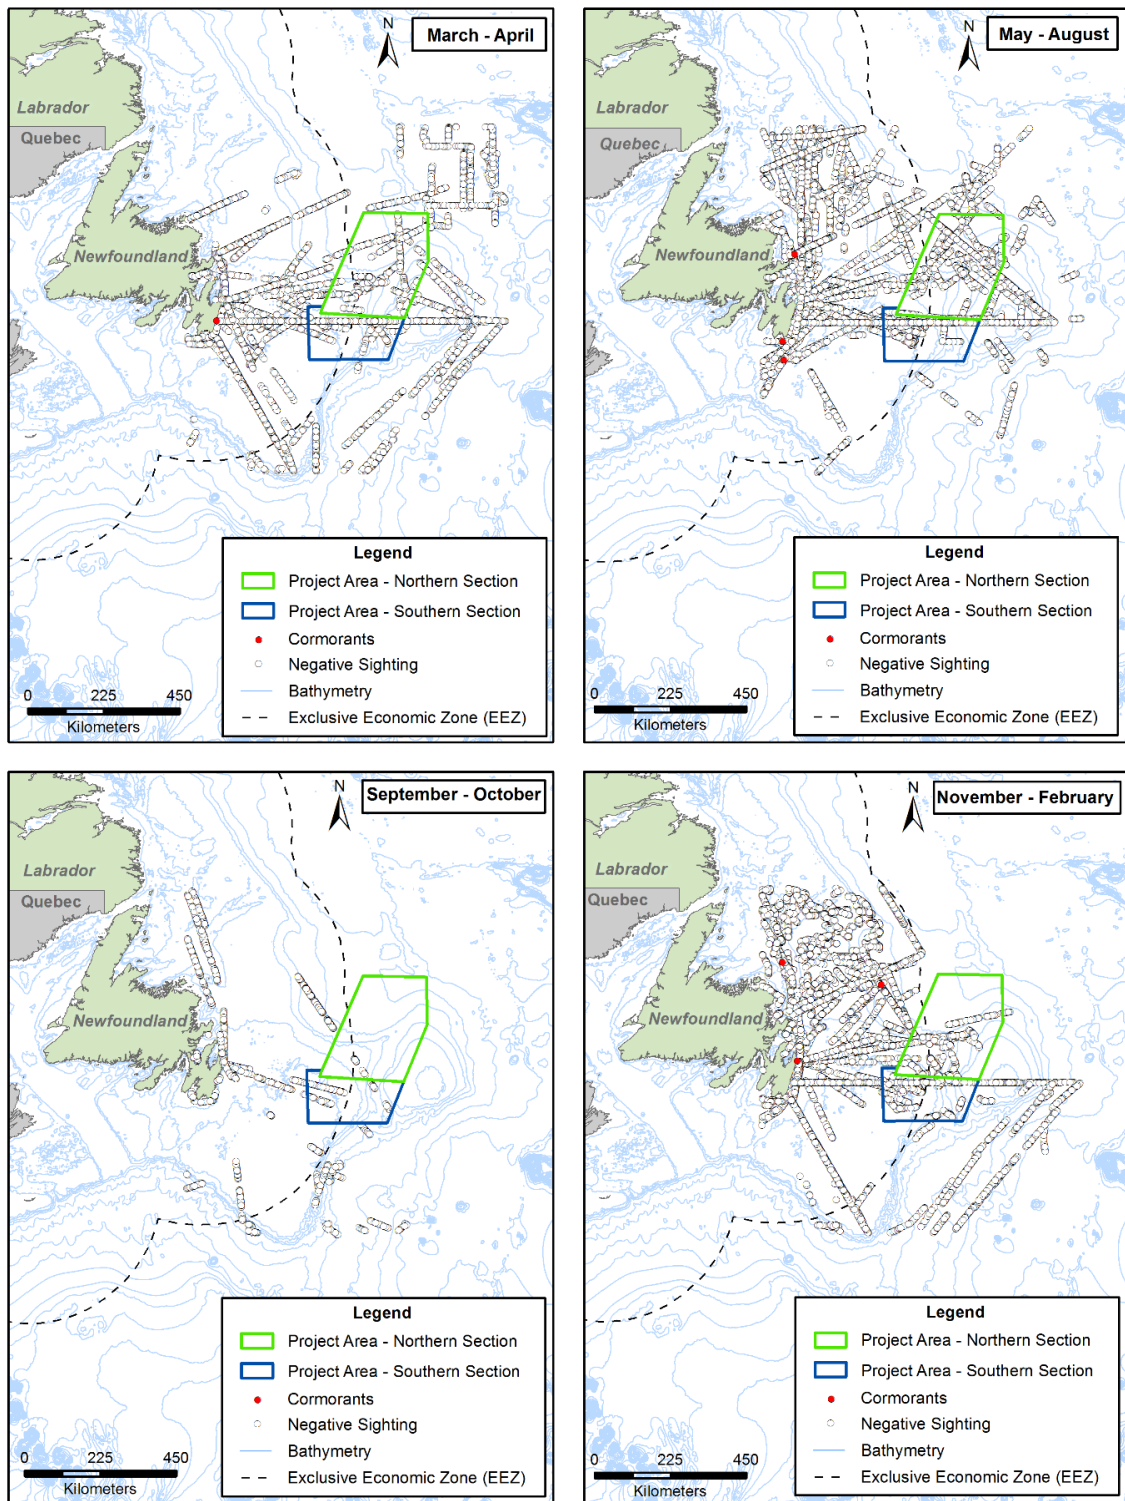 March - April
N
Labrador
Quebec
Newfoundland
Legend
Project Area - Northern Section
Project Area - Southern Section
Cormorants
Negative Sighting
Bathymetry
Exclusive Economic Zone (EEZ)
0 225 450
Kilometers
May - August
N
Labrador
Quebec
Newfoundland
Legend
Project Area - Northern Section
Project Area - Southern Section
Cormorants
Negative Sighting
Bathymetry
Exclusive Economic Zone (EEZ)
0 225 450
Kilometers
September - October
N
Labrador
Quebec
Newfoundland
Legend
Project Area - Northern Section
Project Area - Southern Section
Cormorants
Negative Sighting
Bathymetry
Exclusive Economic Zone (EEZ)
0 225 450
Kilometers
November - February
N
Labrador
Quebec
Newfoundland
Legend
Project Area - Northern Section
Project Area - Southern Section
Cormorants
Negative Sighting
Bathymetry
Exclusive Economic Zone (EEZ)
0 225 450
Kilometers